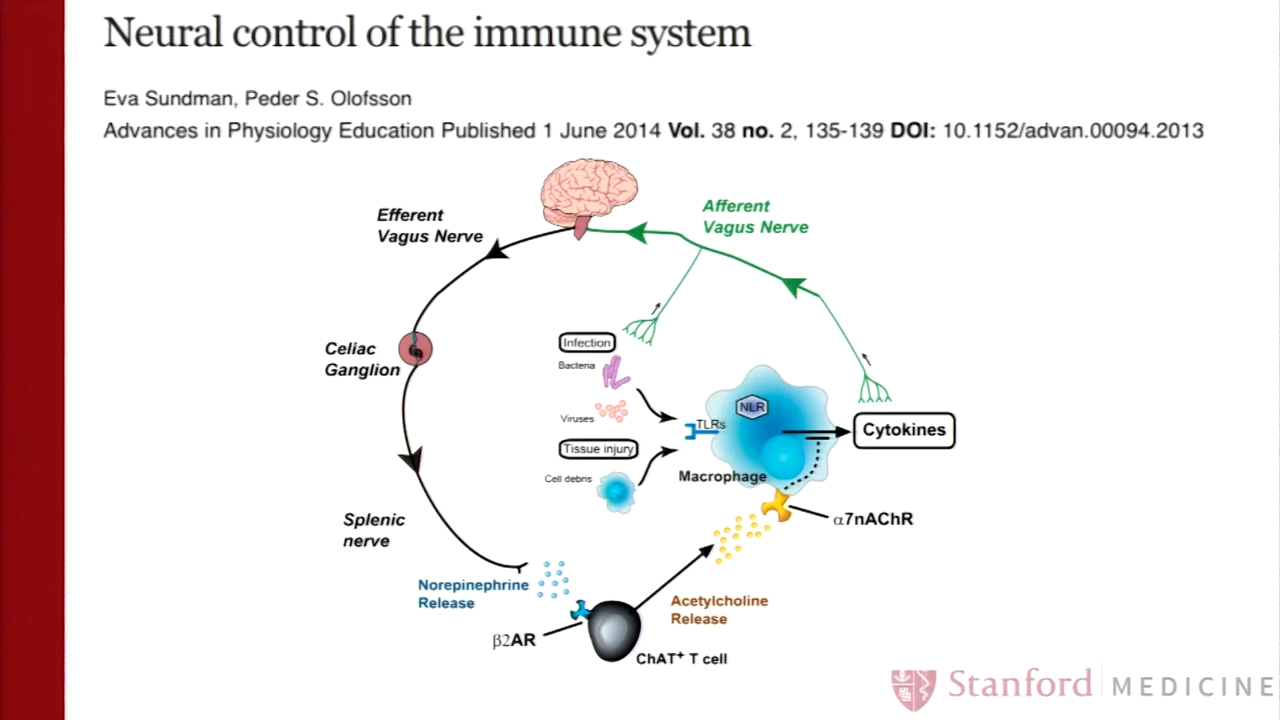 Neural control of the immune system
Eva Sundman, Peder S. Olofsson
Advances in Physiology Education Published 1 June 2014 Vol. 38 no. 2, 135-139 DOI: 10.1152/advan.00094.2013
Efferent
Vagus Nerve
Afferent
Vagus Nerve
Celiac
Ganglion
Infection
Bacteria
Viruses
Tissue injury
Cell debris
NLR
TLRs
Macrophage
Cytokines
α7nAChR
Splenic
nerve
Norepinephrine
Release
Acetylcholine
Release
β2AR
ChAT⁺ T cell
Stanford MEDICINE